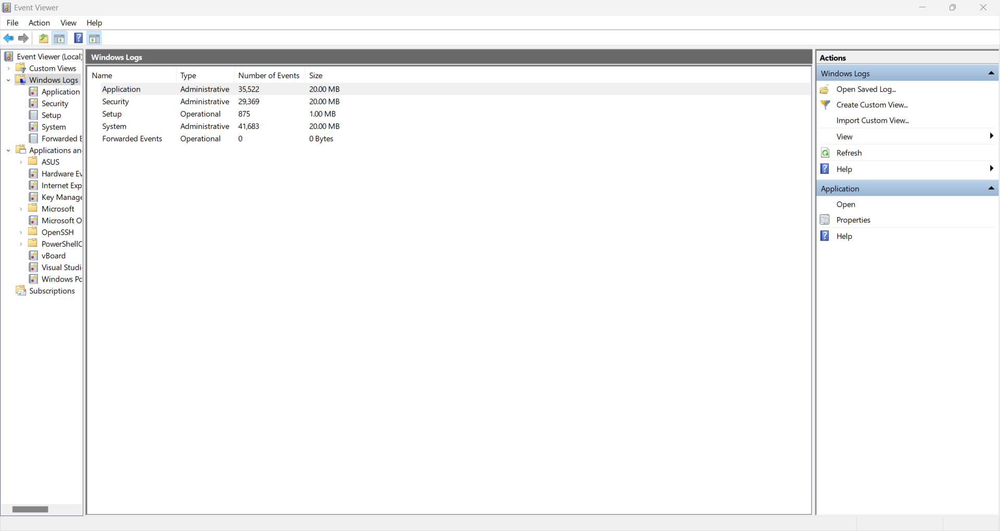 Event Viewer
File Action View Help
Event Viewer (Local)
Custom Views
Windows Logs
Application
Security
Setup
System
Forwarded E
Applications an
ASUS
Hardware Ev
Internet Exp
Key Manage
Microsoft
Microsoft O
OpenSSH
PowerShellC
vBoard
Visual Studi
Windows Po
Subscriptions
Windows Logs
Name Type Number of Events Size
Application Administrative 35,522 20.00 MB
Security Administrative 29,369 20.00 MB
Setup Operational 875 1.00 MB
System Administrative 41,683 20.00 MB
Forwarded Events Operational 0 0 Bytes
Actions
Windows Logs
Open Saved Log...
Create Custom View...
Import Custom View...
View
Refresh
Help
Application
Open
Properties
Help